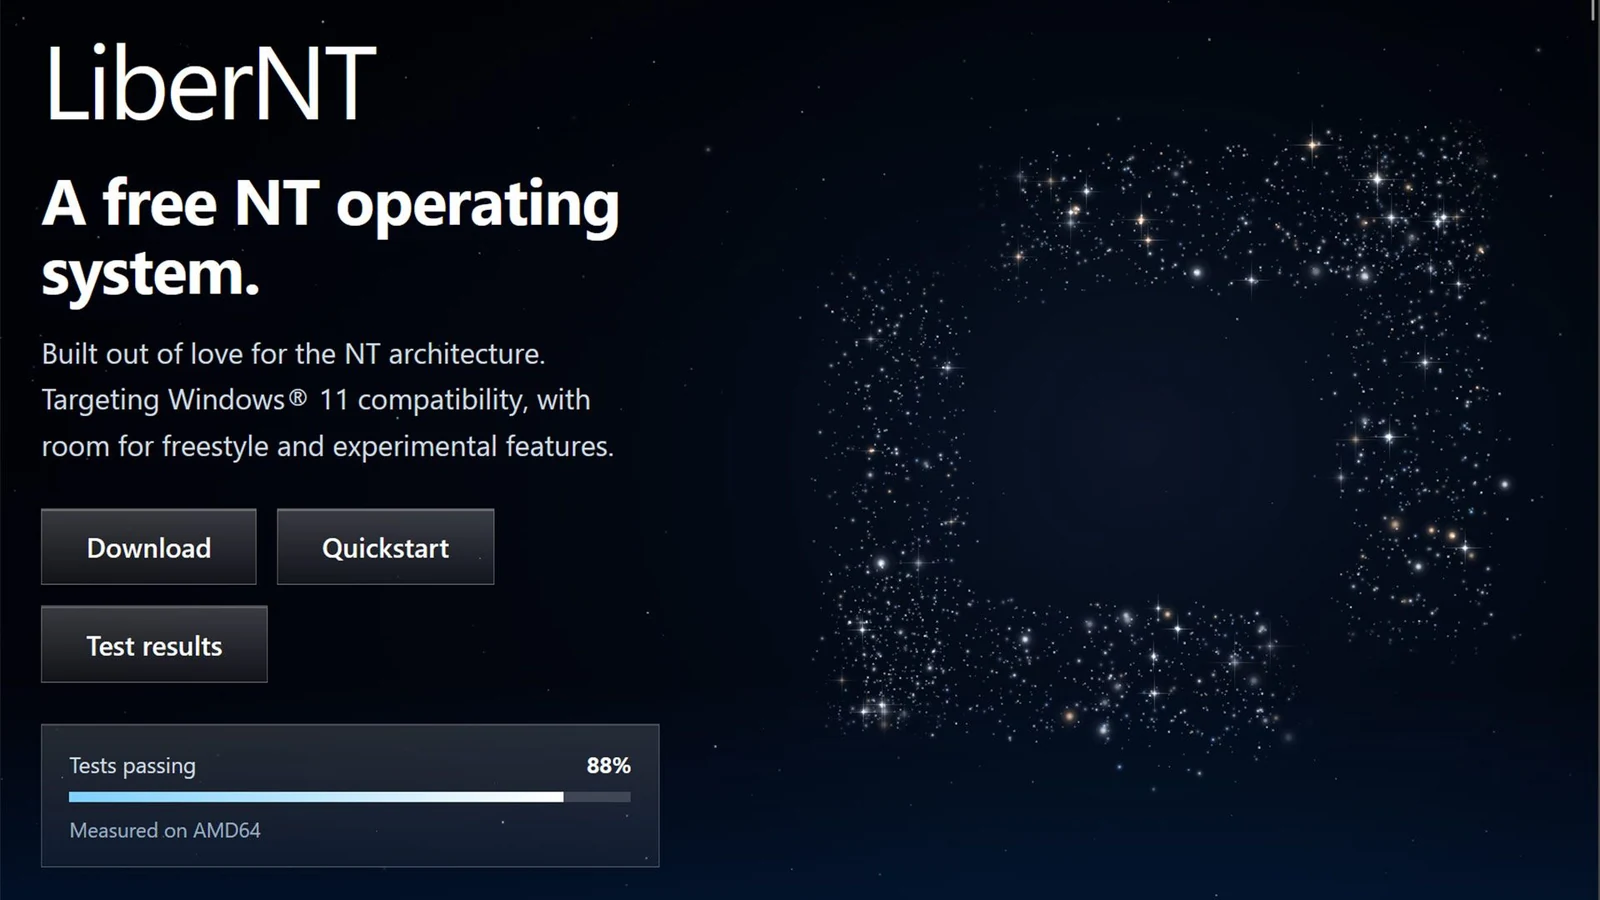 LiberNT
A free NT operating
system.
Built out of love for the NT architecture.
Targeting Windows® 11 compatibility, with
room for freestyle and experimental features.
Download
Quickstart
Test results
Tests passing
88%
Measured on AMD64